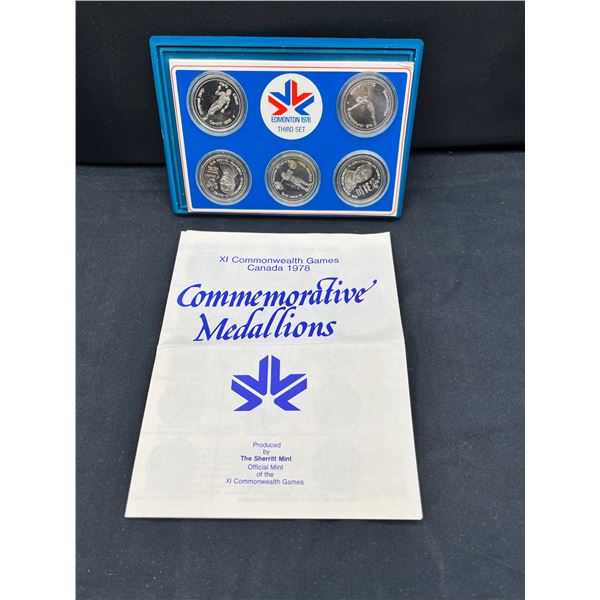 EDMONTON 1978
THIRD SET
XI Commonwealth Games
Canada 1978
Commemorative
Medallions
Produced
by
The Sherritt Mint
Official Mint
of the
XI Commonwealth Games